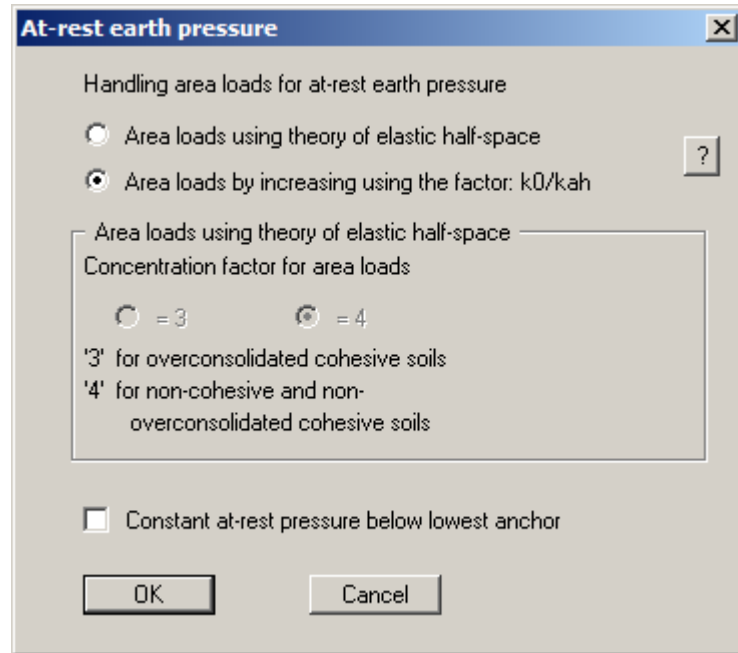 At-rest earth pressure
Handling area loads for at-rest earth pressure
Area loads using theory of elastic half-space
?
Area loads by increasing using the factor: k0/kah
Area loads using theory of elastic half-space
Concentration factor for area loads
= 3 = 4
'3' for overconsolidated cohesive soils
'4' for non-cohesive and non-
overconsolidated cohesive soils
Constant at-rest pressure below lowest anchor
OK Cancel